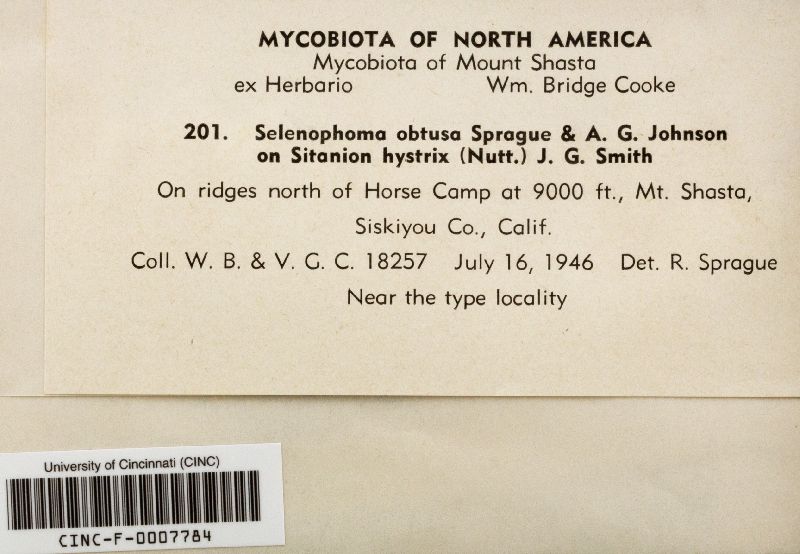 MYCOBIOTA OF NORTH AMERICA
Mycobiota of Mount Shasta
ex Herbario Wm. Bridge Cooke
201. Selenophoma obtusa Sprague & A. G. Johnson
on Sitanion hystrix (Nutt.) J. G. Smith
On ridges north of Horse Camp at 9000 ft., Mt. Shasta,
Siskiyou Co., Calif.
Coll. W. B. & V. G. C. 18257 July 16, 1946 Det. R. Sprague
Near the type locality
University of Cincinnati (CINC)
CINC-F-0007784